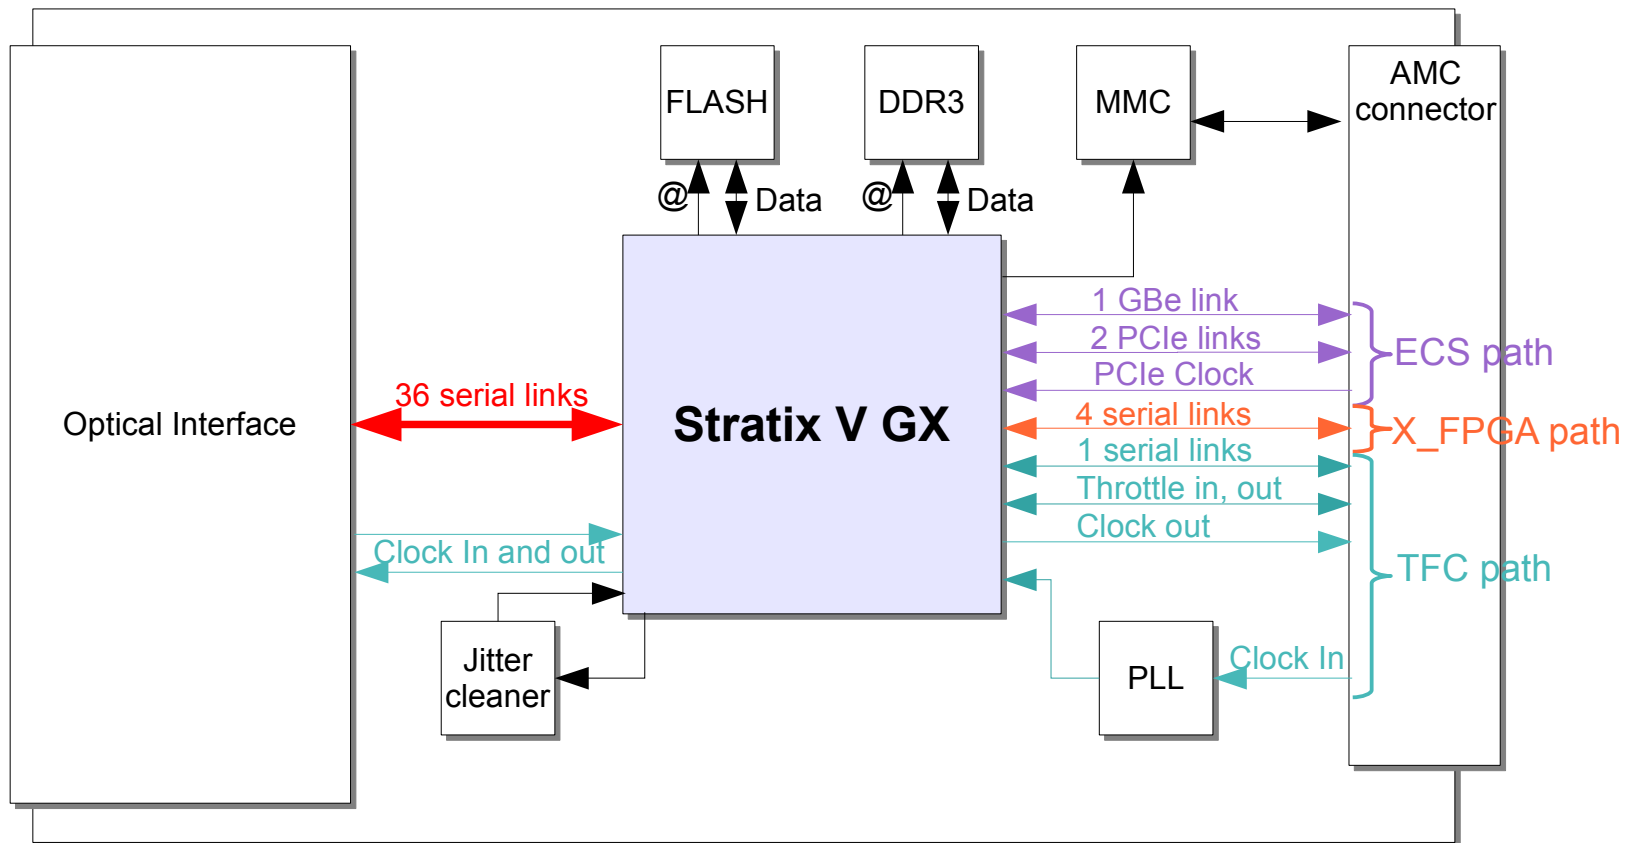 FLASH
DDR3
MMC
AMC
connector
@
Data
@
Data
1 GBe link
2 PCIe links
ECS path
PCIe Clock
36 serial links
Optical Interface
Stratix V GX
4 serial links
X_FPGA path
1 serial links
Throttle in, out
Clock out
Clock In and out
TFC path
Jitter
cleaner
PLL
Clock In